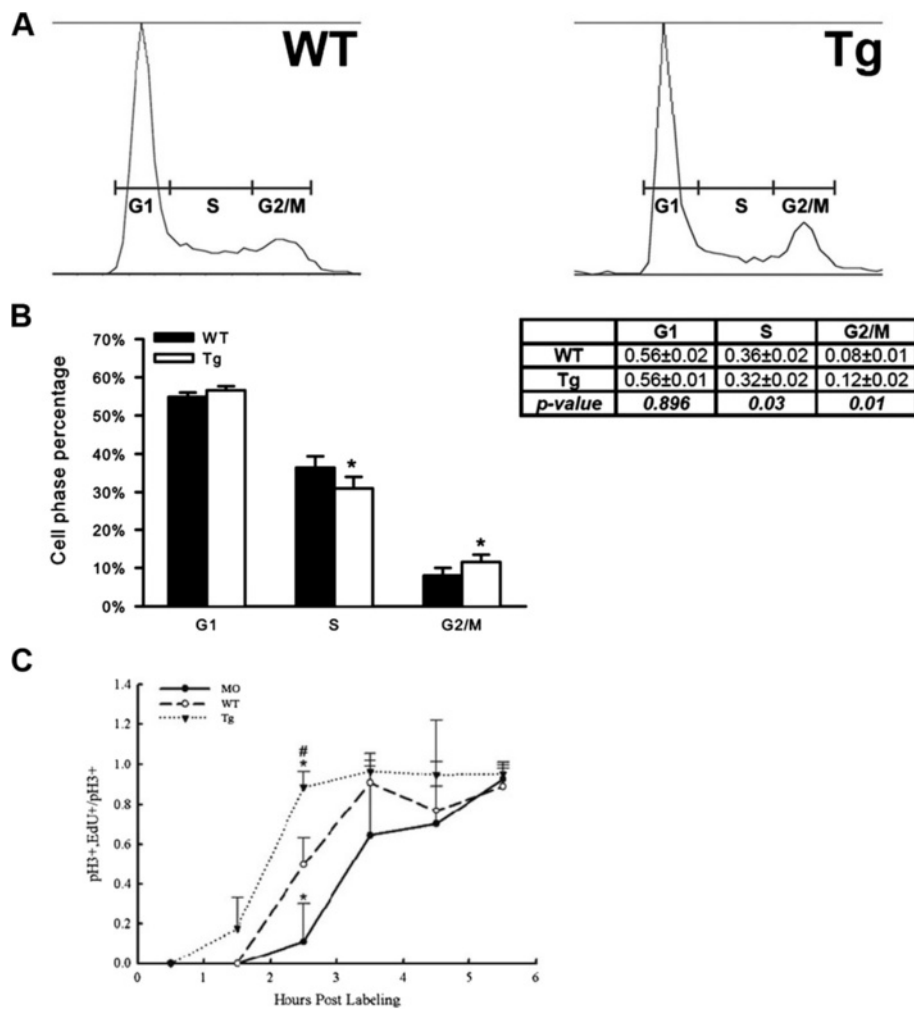 A
WT
Tg
G1 S G2/M
G1 S G2/M
B
70%
60%
50%
40%
30%
20%
10%
0%
Cell phase percentage
WT
Tg
*
*
G1 S G2/M
G1 S G2/M
WT 0.56±0.02 0.36±0.02 0.08±0.01
Tg 0.56±0.01 0.32±0.02 0.12±0.02
p-value 0.896 0.03 0.01
C
1.4
1.2
1.0
0.8
0.6
0.4
0.2
0.0
pH3+,EdU+/pH3+
MO
WT
Tg
#
*
*
0 1 2 3 4 5 6
Hours Post Labeling